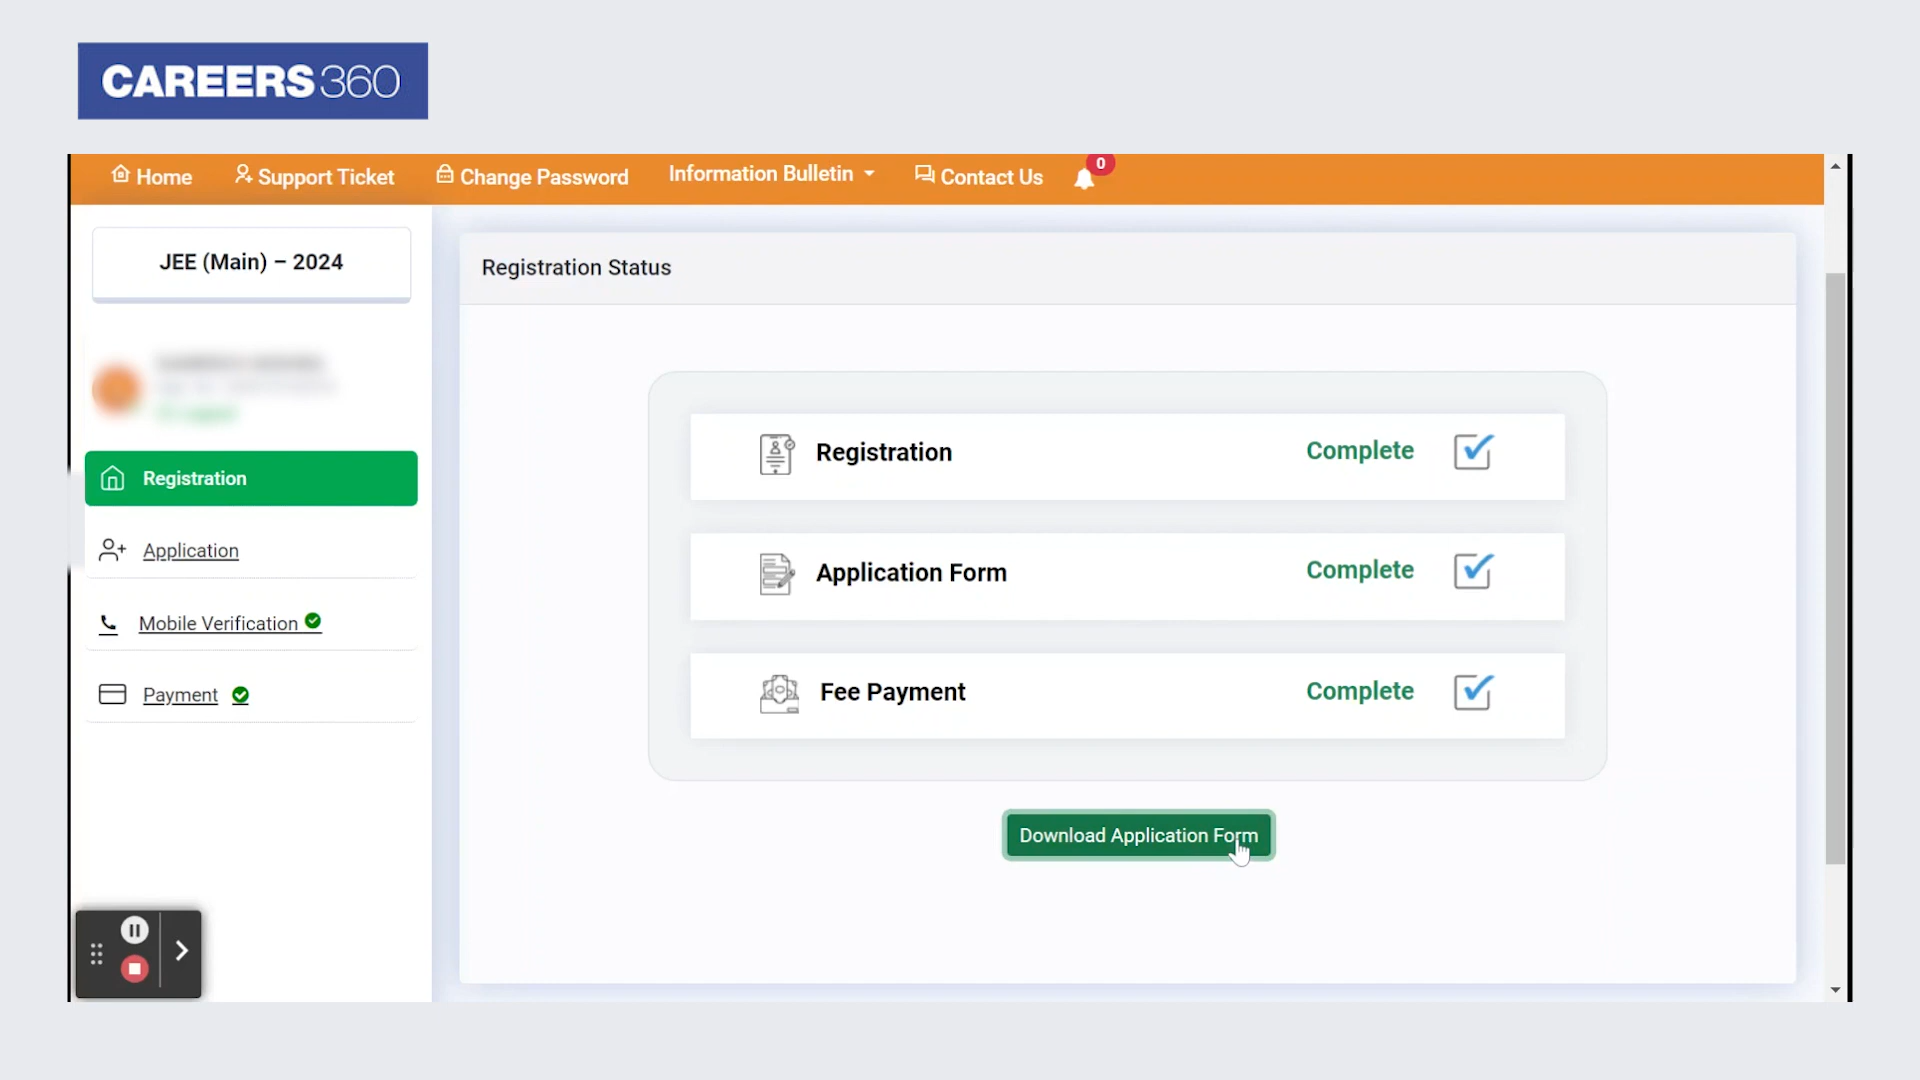 CAREERS360
Home
Support Ticket
Change Password
Information Bulletin
Contact Us
0
JEE (Main) – 2024
Registration
Application
Mobile Verification
Payment
Registration Status
Registration Complete
Application Form Complete
Fee Payment Complete
Download Application Form